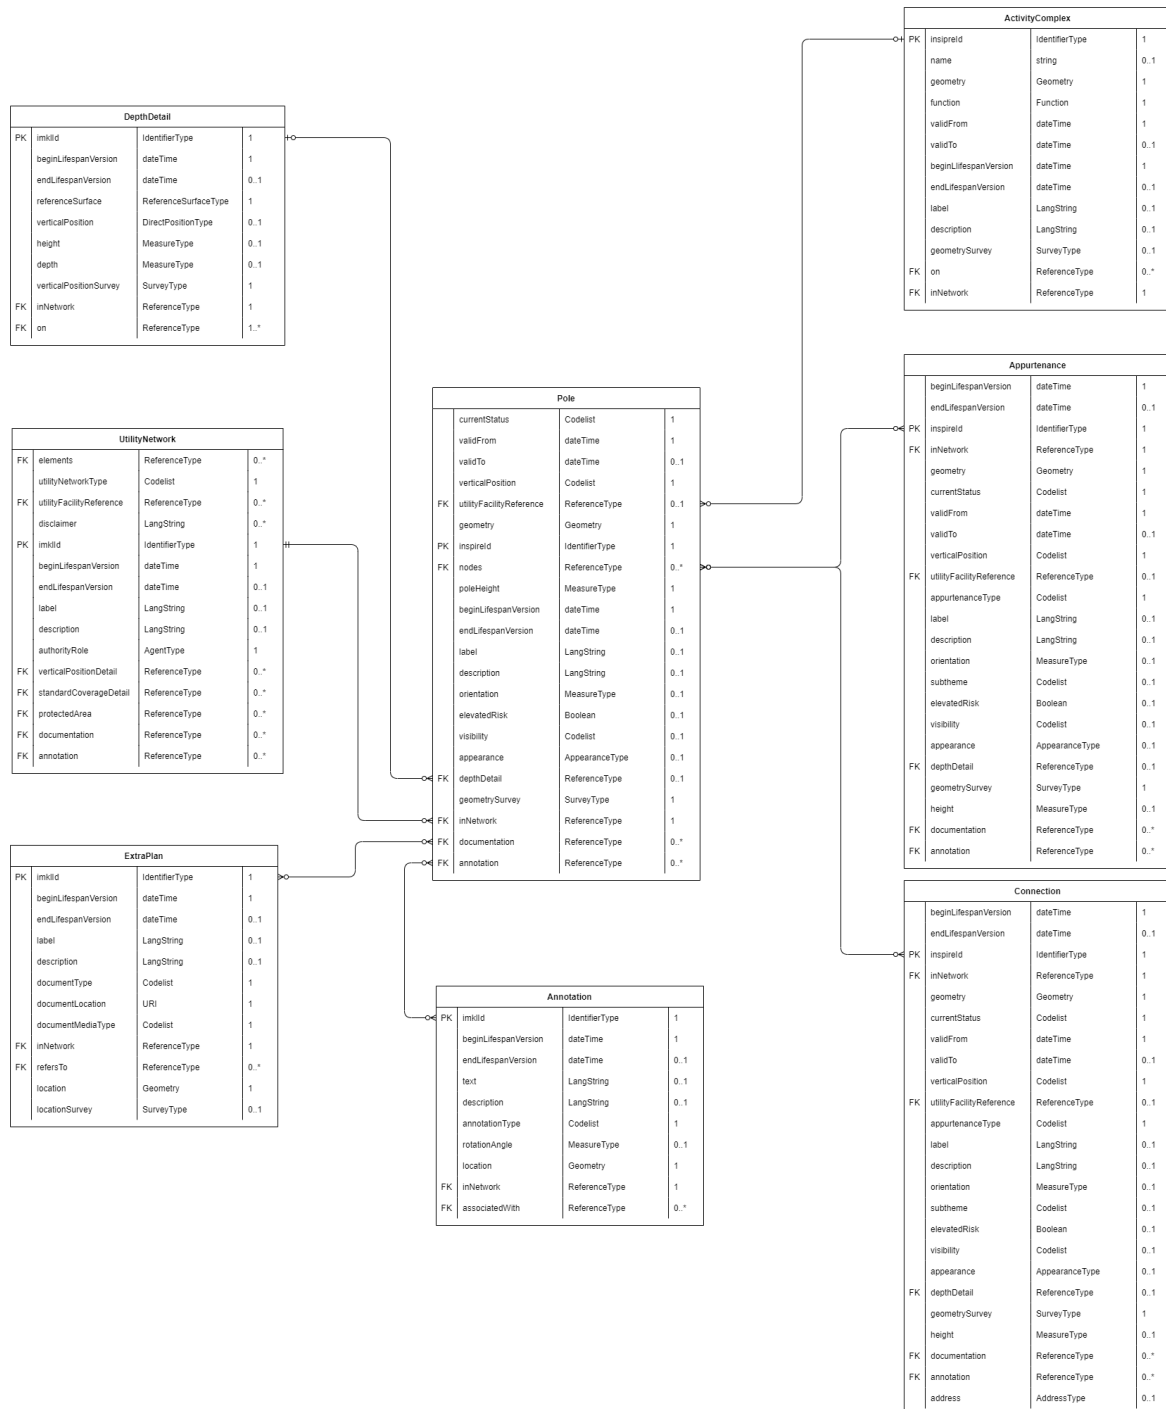 ActivityComplex
PK insipreId IdentifierType 1
name string 0..1
geometry Geometry 1
function Function 1
validFrom dateTime 1
validTo dateTime 0..1
beginLlifespanVersion dateTime 1
endLifespanVersion dateTime 0..1
label LangString 0..1
description LangString 0..1
geometrySurvey SurveyType 0..1
FK on ReferenceType 0..*
FK inNetwork ReferenceType 1
DepthDetail
PK imklId IdentifierType 1
beginLifespanVersion dateTime 1
endLifespanVersion dateTime 0..1
referenceSurface ReferenceSurfaceType 1
verticalPosition DirectPositionType 0..1
height MeasureType 0..1
depth MeasureType 0..1
verticalPositionSurvey SurveyType 1
FK inNetwork ReferenceType 1
FK on ReferenceType 1..*
UtilityNetwork
FK elements ReferenceType 0..*
utilityNetworkType Codelist 1
FK utilityFacilityReference ReferenceType 0..*
disclaimer LangString 0..*
PK imklId IdentifierType 1
beginLifespanVersion dateTime 1
endLifespanVersion dateTime 0..1
label LangString 0..1
description LangString 0..1
authorityRole AgentType 1
FK verticalPositionDetail ReferenceType 0..*
FK standardCoverageDetail ReferenceType 0..*
FK protectedArea ReferenceType 0..*
FK documentation ReferenceType 0..*
FK annotation ReferenceType 0..*
Pole
currentStatus Codelist 1
validFrom dateTime 1
validTo dateTime 0..1
verticalPosition Codelist 1
FK utilityFacilityReference ReferenceType 0..1
geometry Geometry 1
PK inspireId IdentifierType 1
FK nodes ReferenceType 0..*
poleHeight MeasureType 1
beginLifespanVersion dateTime 1
endLifespanVersion dateTime 0..1
label LangString 0..1
description LangString 0..1
orientation MeasureType 0..1
elevatedRisk Boolean 0..1
visibility Codelist 0..1
appearance AppearanceType 0..1
FK depthDetail ReferenceType 0..1
geometrySurvey SurveyType 1
FK inNetwork ReferenceType 1
FK documentation ReferenceType 0..*
FK annotation ReferenceType 0..*
Appurtenance
beginLifespanVersion dateTime 1
endLifespanVersion dateTime 0..1
PK inspireId IdentifierType 1
FK inNetwork ReferenceType 1
geometry Geometry 1
currentStatus Codelist 1
validFrom dateTime 1
validTo dateTime 0..1
verticalPosition Codelist 1
FK utilityFacilityReference ReferenceType 0..1
appurtenanceType Codelist 1
label LangString 0..1
description LangString 0..1
orientation MeasureType 0..1
subtheme Codelist 0..1
elevatedRisk Boolean 0..1
visibility Codelist 0..1
appearance AppearanceType 0..1
FK depthDetail ReferenceType 0..1
geometrySurvey SurveyType 1
height MeasureType 0..1
FK documentation ReferenceType 0..*
FK annotation ReferenceType 0..*
ExtraPlan
PK imklId IdentifierType 1
beginLifespanVersion dateTime 1
endLifespanVersion dateTime 0..1
label LangString 0..1
description LangString 0..1
documentType Codelist 1
documentLocation URI 1
documentMediaType Codelist 1
FK inNetwork ReferenceType 1
FK refersTo ReferenceType 0..*
location Geometry 1
locationSurvey SurveyType 0..1
Annotation
PK imklId IdentifierType 1
beginLifespanVersion dateTime 1
endLifespanVersion dateTime 0..1
text LangString 0..1
description LangString 0..1
annotationType Codelist 1
rotationAngle MeasureType 0..1
location Geometry 1
FK inNetwork ReferenceType 1
FK associatedWith ReferenceType 0..*
Connection
beginLifespanVersion dateTime 1
endLifespanVersion dateTime 0..1
PK inspireId IdentifierType 1
FK inNetwork ReferenceType 1
geometry Geometry 1
currentStatus Codelist 1
validFrom dateTime 1
validTo dateTime 0..1
verticalPosition Codelist 1
FK utilityFacilityReference ReferenceType 0..1
appurtenanceType Codelist 1
label LangString 0..1
description LangString 0..1
orientation MeasureType 0..1
subtheme Codelist 0..1
elevatedRisk Boolean 0..1
visibility Codelist 0..1
appearance AppearanceType 0..1
FK depthDetail ReferenceType 0..1
geometrySurvey SurveyType 1
height MeasureType 0..1
FK documentation ReferenceType 0..*
FK annotation ReferenceType 0..*
address AddressType 0..1